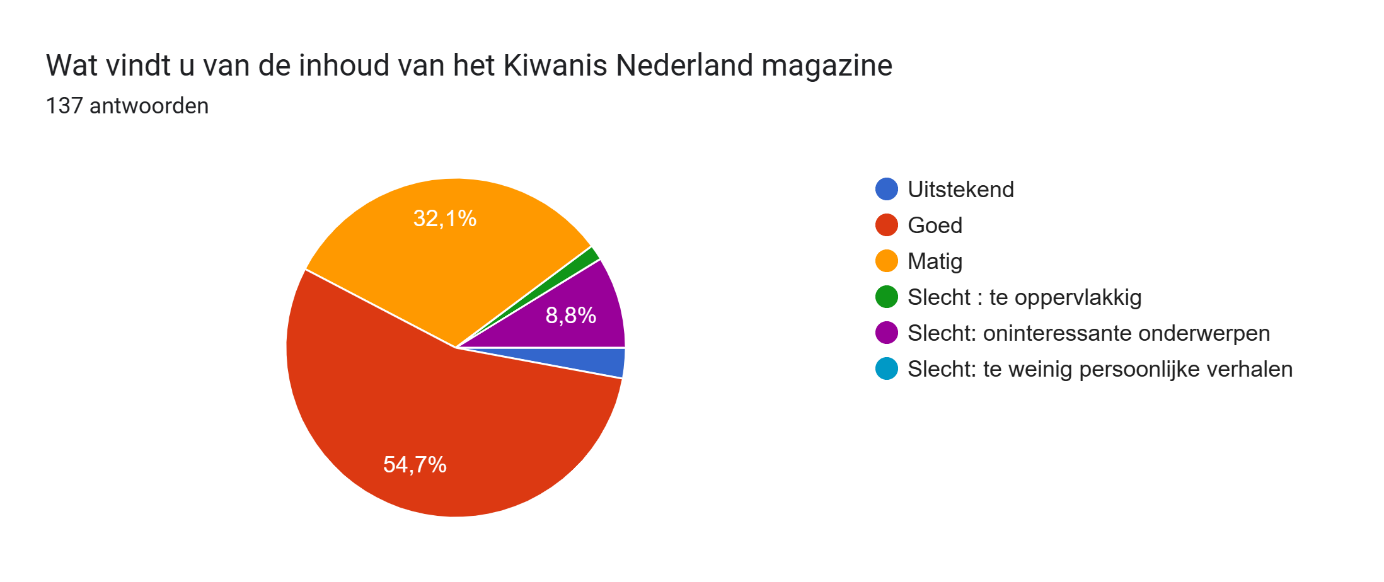 Wat vindt u van de inhoud van het Kiwanis Nederland magazine
137 antwoorden
32,1%
8,8%
54,7%
Uitstekend
Goed
Matig
Slecht : te oppervlakkig
Slecht: oninteressante onderwerpen
Slecht: te weinig persoonlijke verhalen